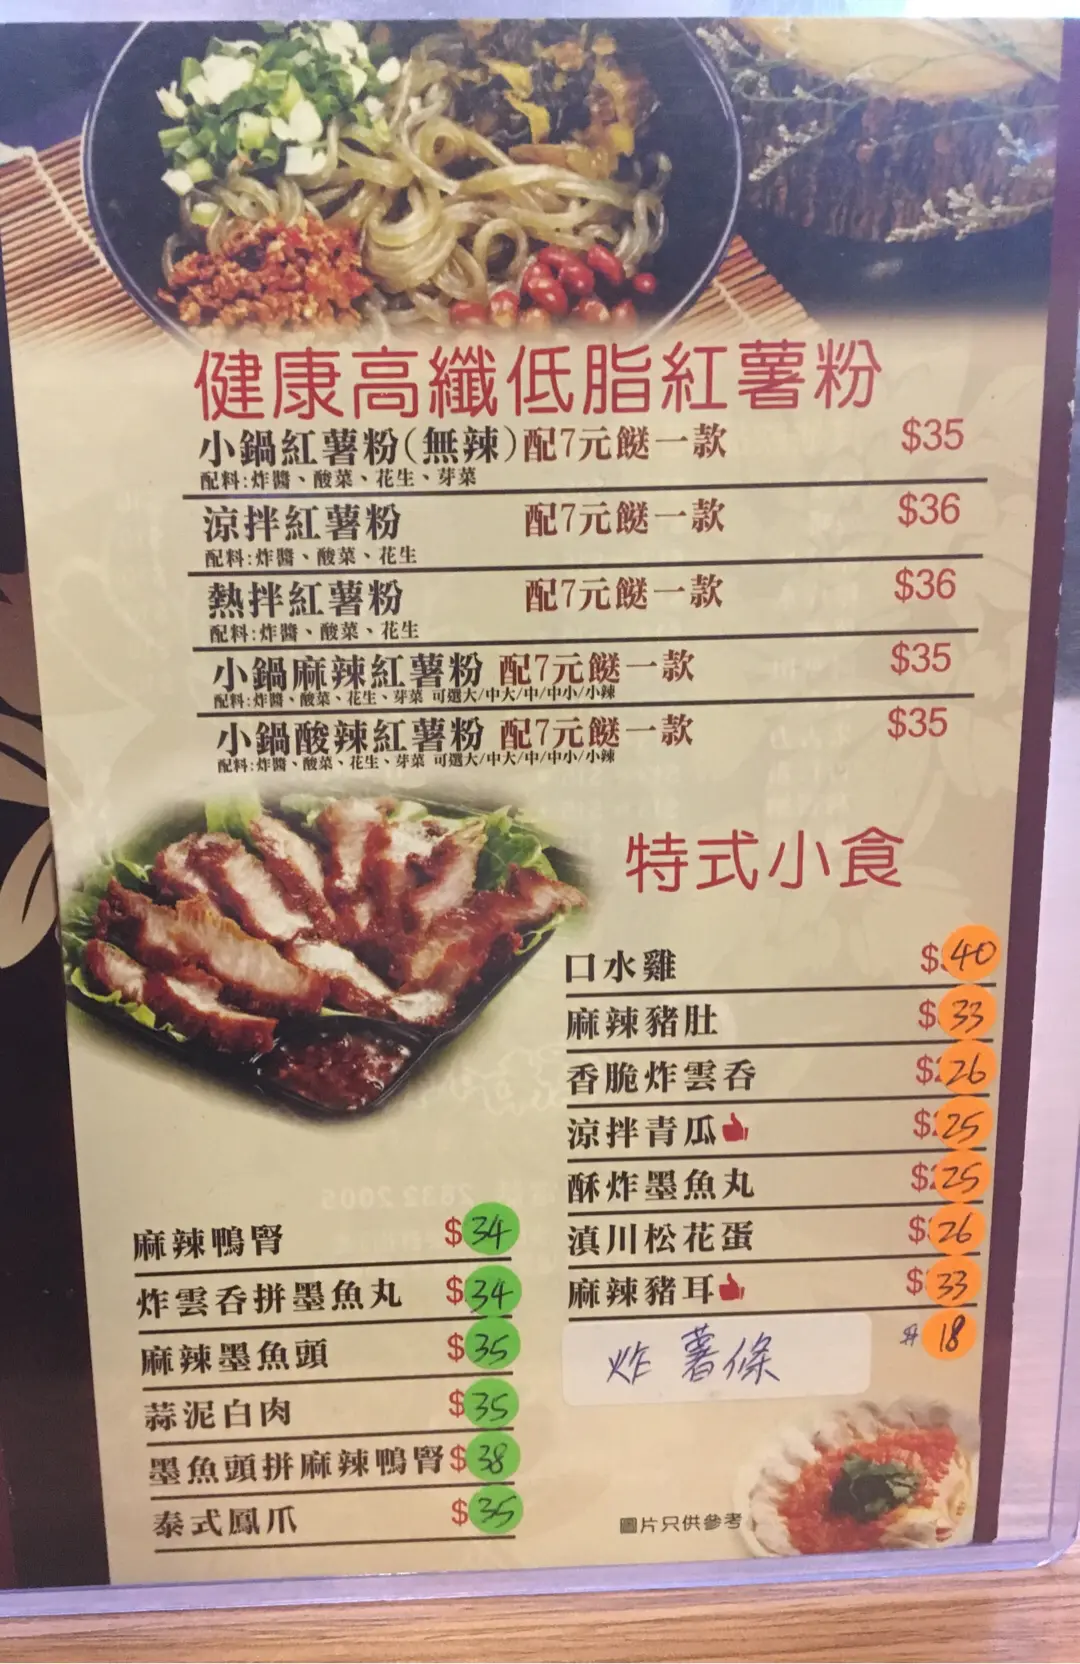 健康高纖低脂紅薯粉
小鍋紅薯粉(無辣)配7元餸一款 $35
配料:炸醬、酸菜、花生、芽菜
涼拌紅薯粉 配7元餸一款 $36
配料:炸醬、酸菜、花生
熱拌紅薯粉 配7元餸一款 $36
配料:炸醬、酸菜、花生
小鍋麻辣紅薯粉 配7元餸一款 $35
配料:炸醬、酸菜、花生、芽菜 可選大/中大/中/中小/小辣
小鍋酸辣紅薯粉 配7元餸一款 $35
配料:炸醬、酸菜、花生、芽菜 可選大/中大/中/中小/小辣
特式小食
口水雞 $40
麻辣豬肚 $33
香脆炸雲吞 $26
涼拌青瓜 $25
酥炸墨魚丸 $25
滇川松花蛋 $26
麻辣豬耳 $33
炸薯條 $18
麻辣鴨腎 $34
炸雲吞拼墨魚丸 $34
麻辣墨魚頭 $35
蒜泥白肉 $35
墨魚頭拼麻辣鴨腎 $38
泰式鳳爪 $35
圖片只供參考